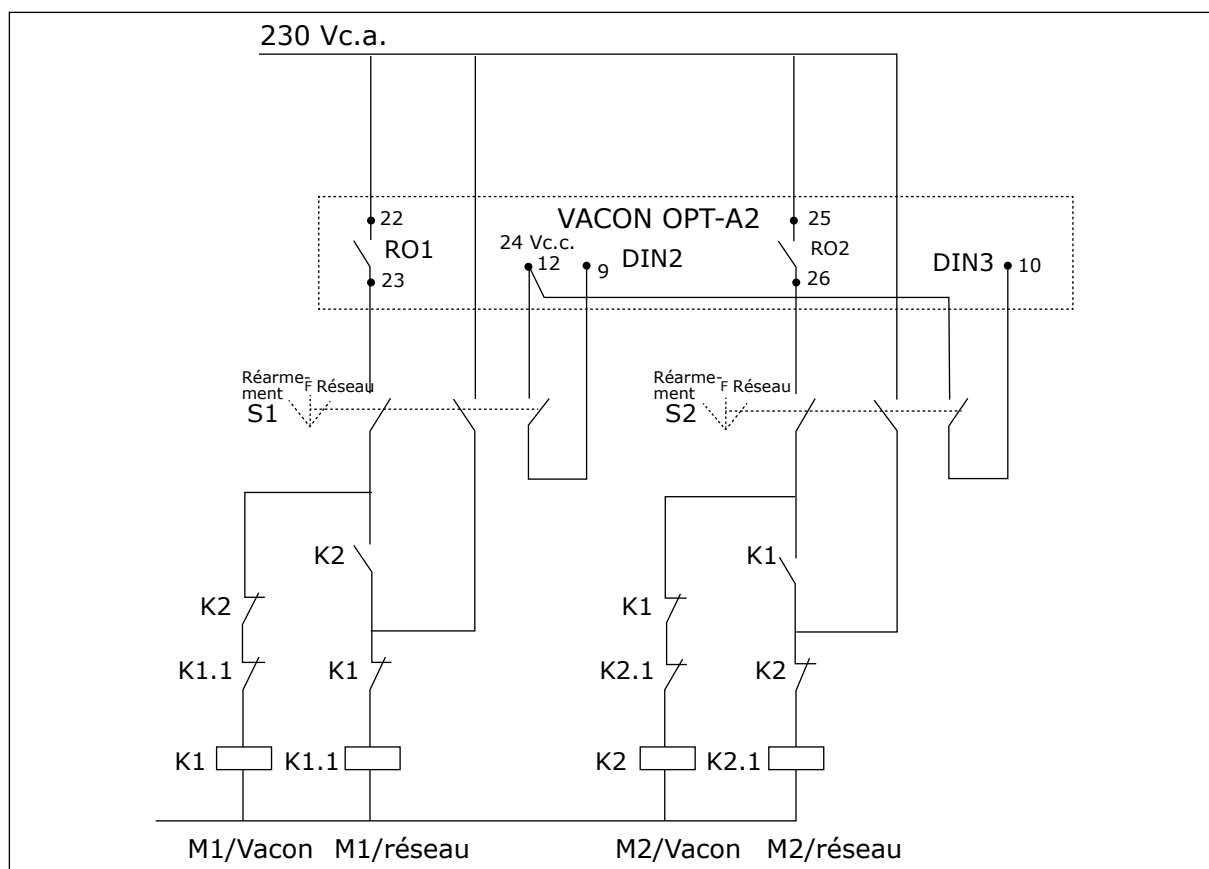 230 Vc.a.
VACON OPT-A2
22
25
RO1
24 Vc.c.
12
9
DIN2
RO2
DIN3
10
23
26
Réarme-
ment
F
Réseau
S1
Réarme-
ment
F
Réseau
S2
K2
K1
K2
K1
K1.1
K1
K2.1
K2
K1
K1.1
K2
K2.1
M1/Vacon
M1/réseau
M2/Vacon
M2/réseau